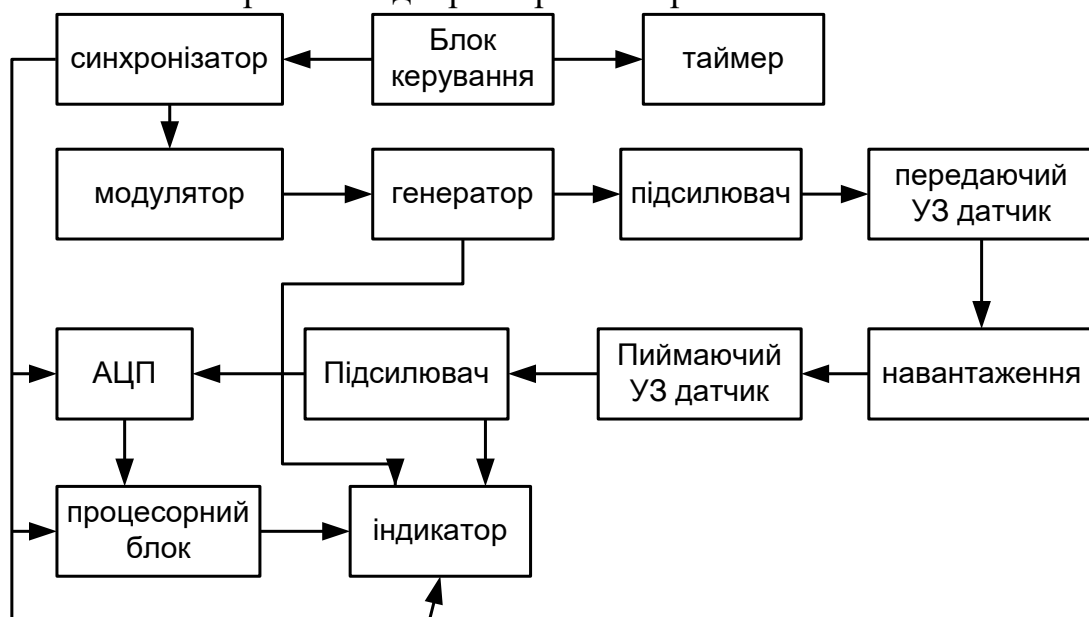 синхронізатор
Блок
керування
таймер
модулятор
генератор
підсилювач
передаючий
УЗ датчик
АЦП
Підсилювач
Пиймаючий
УЗ датчик
навантаження
процесорний
блок
індикатор